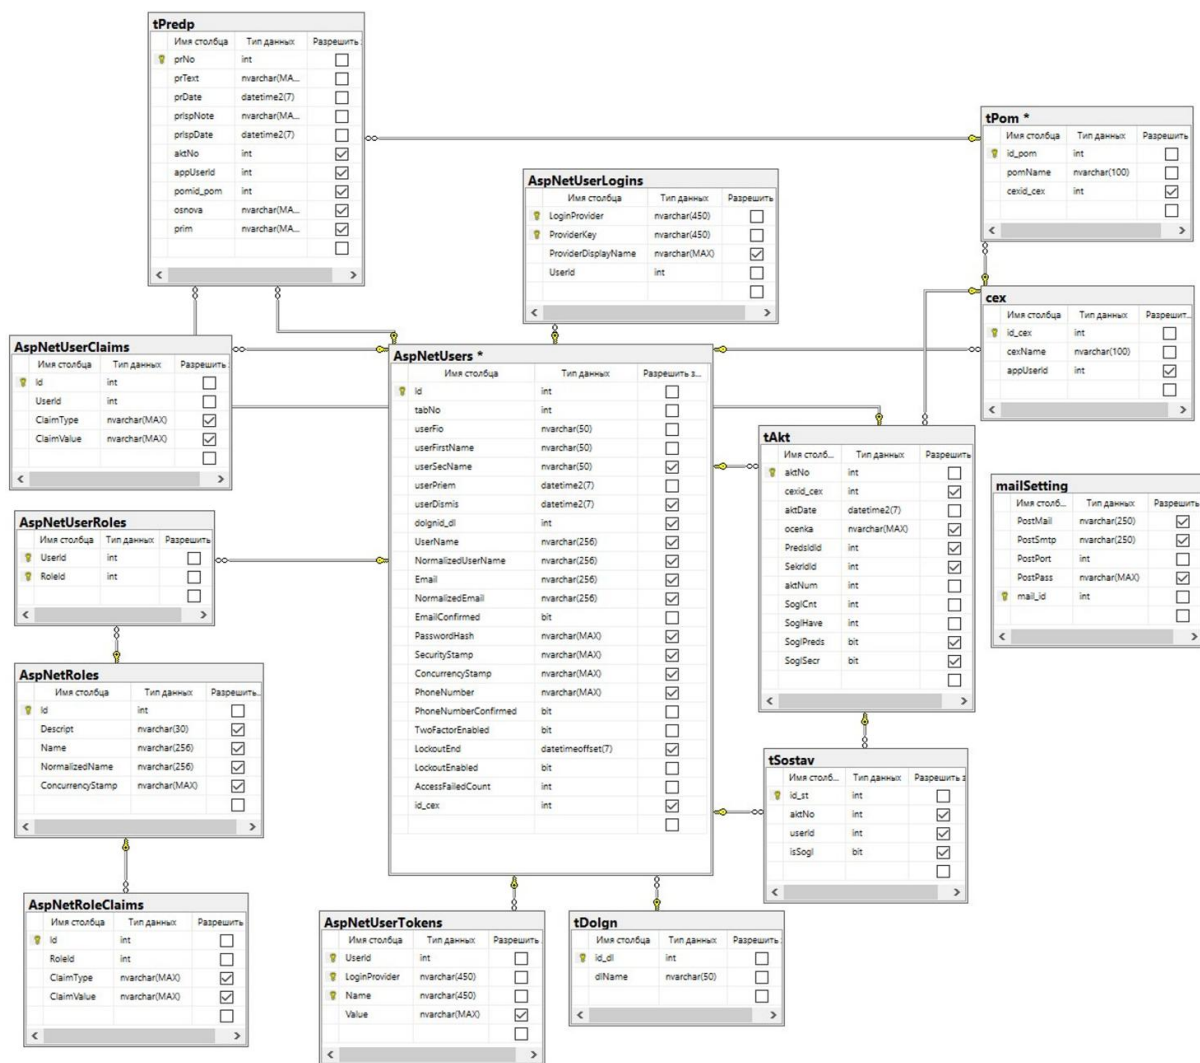 tPredp
Имя столбца Тип данных Разрешить
prNo int
prText nvarchar(MA...
prDate datetime2(7)
prIspNote nvarchar(MA...
prIspDate datetime2(7)
aktNo int
appUserId int
pomid_pom int
osnova nvarchar(MA...
prim nvarchar(MA...
tPom *
Имя столбца Тип данных Разрешить
id_pom int
pomName nvarchar(100)
cexid_cex int
AspNetUserLogins
Имя столбца Тип данных Разрешить
LoginProvider nvarchar(450)
ProviderKey nvarchar(450)
ProviderDisplayName nvarchar(MAX)
UserId int
cex
Имя столбца Тип данных Разрешит...
id_cex int
cexName nvarchar(100)
appUserId int
AspNetUserClaims
Имя столбца Тип данных Разрешить
Id int
UserId int
ClaimType nvarchar(MAX)
ClaimValue nvarchar(MAX)
AspNetUsers *
Имя столбца Тип данных Разрешить з...
Id int
tabNo int
userFio nvarchar(50)
userFirstName nvarchar(50)
userSecName nvarchar(50)
userPriem datetime2(7)
userDismis datetime2(7)
dolgnid_dl int
UserName nvarchar(256)
NormalizedUserName nvarchar(256)
Email nvarchar(256)
NormalizedEmail nvarchar(256)
EmailConfirmed bit
PasswordHash nvarchar(MAX)
SecurityStamp nvarchar(MAX)
ConcurrencyStamp nvarchar(MAX)
PhoneNumber nvarchar(MAX)
PhoneNumberConfirmed bit
TwoFactorEnabled bit
LockoutEnd datetimeoffset(7)
LockoutEnabled bit
AccessFailedCount int
id_cex int
tAkt
Имя столб... Тип данных Разрешить
aktNo int
cexid_cex int
aktDate datetime2(7)
ocenka nvarchar(MAX)
PredsIdId int
SekrIdId int
aktNum int
SoglCnt int
SoglHave int
SoglPreds bit
SoglSecr bit
mailSetting
Имя столб... Тип данных Разрешить
PostMail nvarchar(250)
PostSmtp nvarchar(250)
PostPort int
PostPass nvarchar(MAX)
mail_id int
AspNetUserRoles
Имя столбца Тип данных Разрешить
UserId int
RoleId int
AspNetRoles
Имя столбца Тип данных Разрешить...
Id int
Descript nvarchar(30)
Name nvarchar(256)
NormalizedName nvarchar(256)
ConcurrencyStamp nvarchar(MAX)
tSostav
Имя столб... Тип данных Разрешить з
id_st int
aktNo int
userId int
isSogl bit
AspNetRoleClaims
Имя столбца Тип данных Разрешить
Id int
RoleId int
ClaimType nvarchar(MAX)
ClaimValue nvarchar(MAX)
AspNetUserTokens
Имя столбца Тип данных Разрешить
UserId int
LoginProvider nvarchar(450)
Name nvarchar(450)
Value nvarchar(MAX)
tDolgn
Имя столбца Тип данных Разрешить
id_dl int
dlName nvarchar(50)